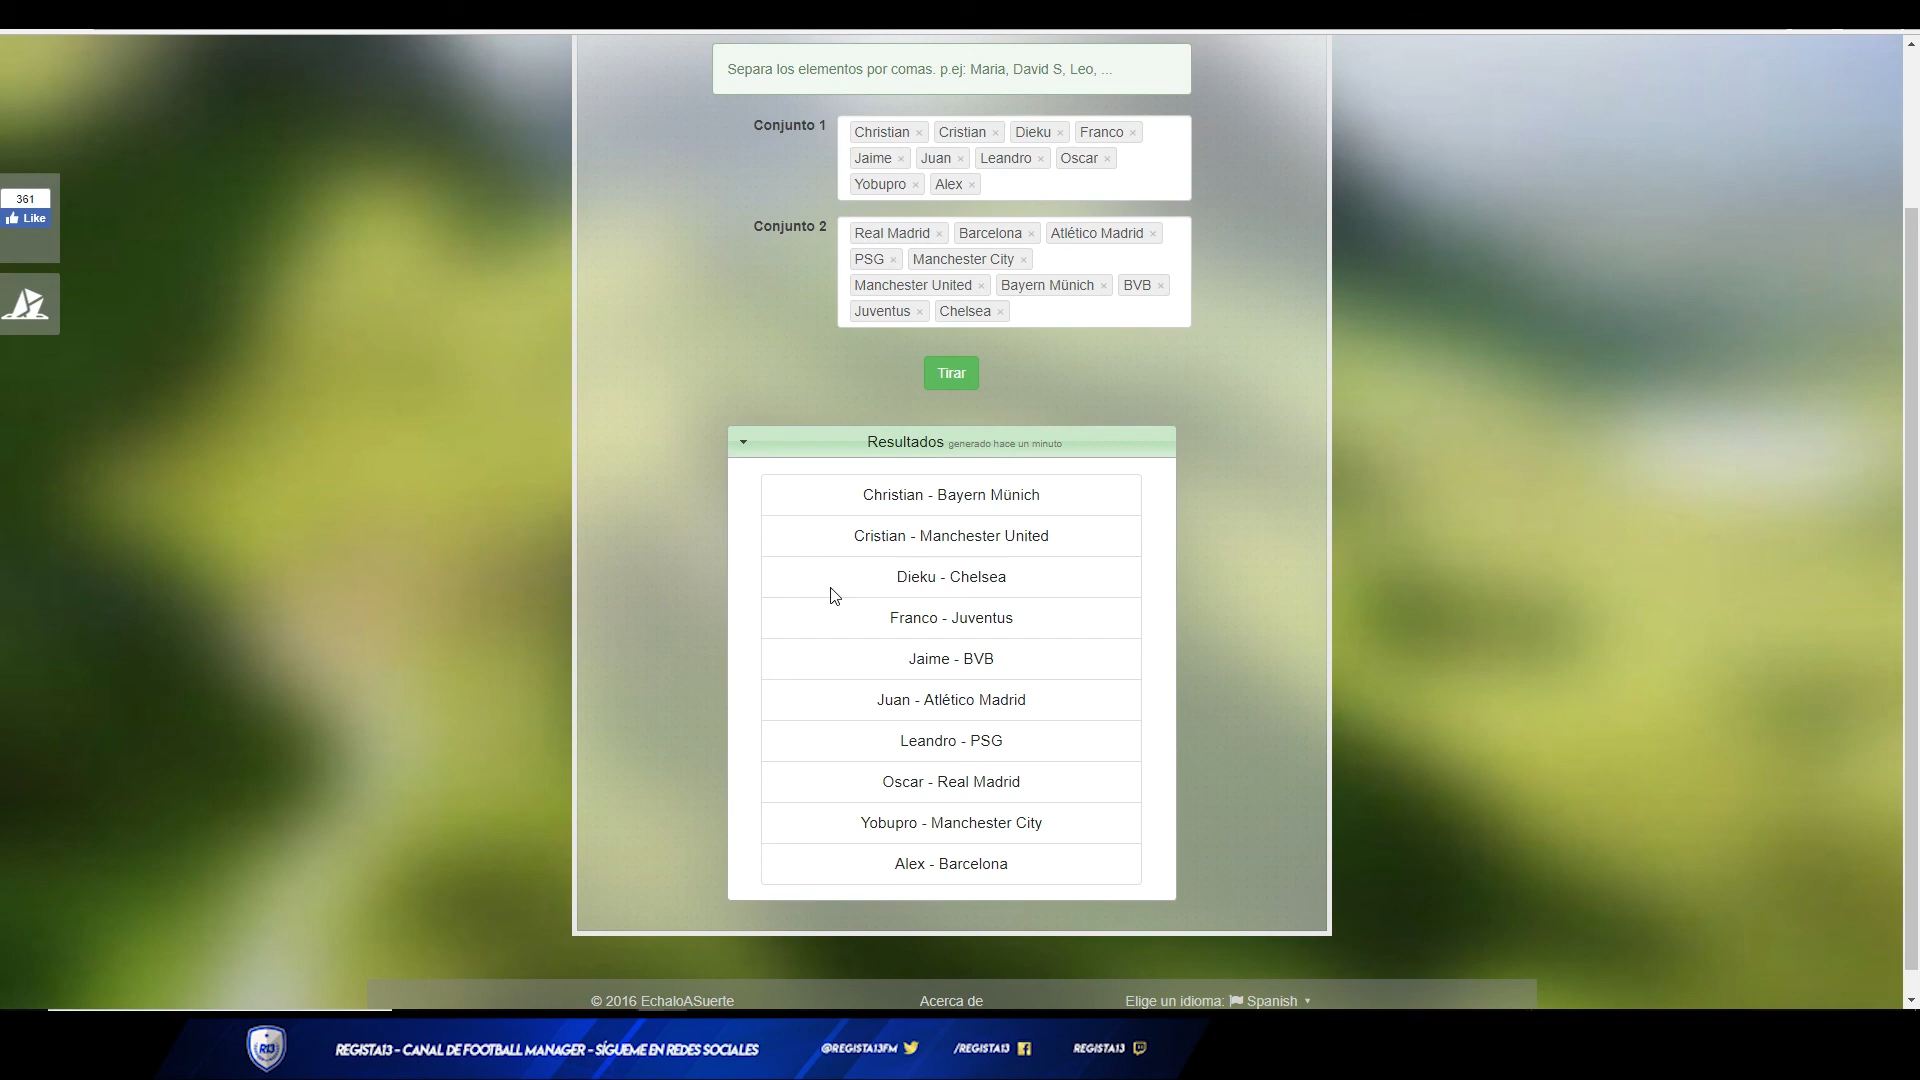 Separa los elementos por comas. p.ej: Maria, David S, Leo, ...
Conjunto 1
Christian × Cristian × Dieku × Franco ×
Jaime × Juan × Leandro × Oscar ×
Yobupro × Alex ×
361
Like
Conjunto 2
Real Madrid × Barcelona × Atlético Madrid ×
PSG × Manchester City ×
Manchester United × Bayern Münich × BVB ×
Juventus × Chelsea ×
Tirar
Resultados generado hace un minuto
Christian - Bayern Münich
Cristian - Manchester United
Dieku - Chelsea
Franco - Juventus
Jaime - BVB
Juan - Atlético Madrid
Leandro - PSG
Oscar - Real Madrid
Yobupro - Manchester City
Alex - Barcelona
© 2016 EchaloASuerte
Acerca de
Elige un idioma: Spanish
R13
REGISTA13 - CANAL DE FOOTBALL MANAGER - SÍGUEME EN REDES SOCIALES
@REGISTA13FM
/REGISTA13
REGISTA13